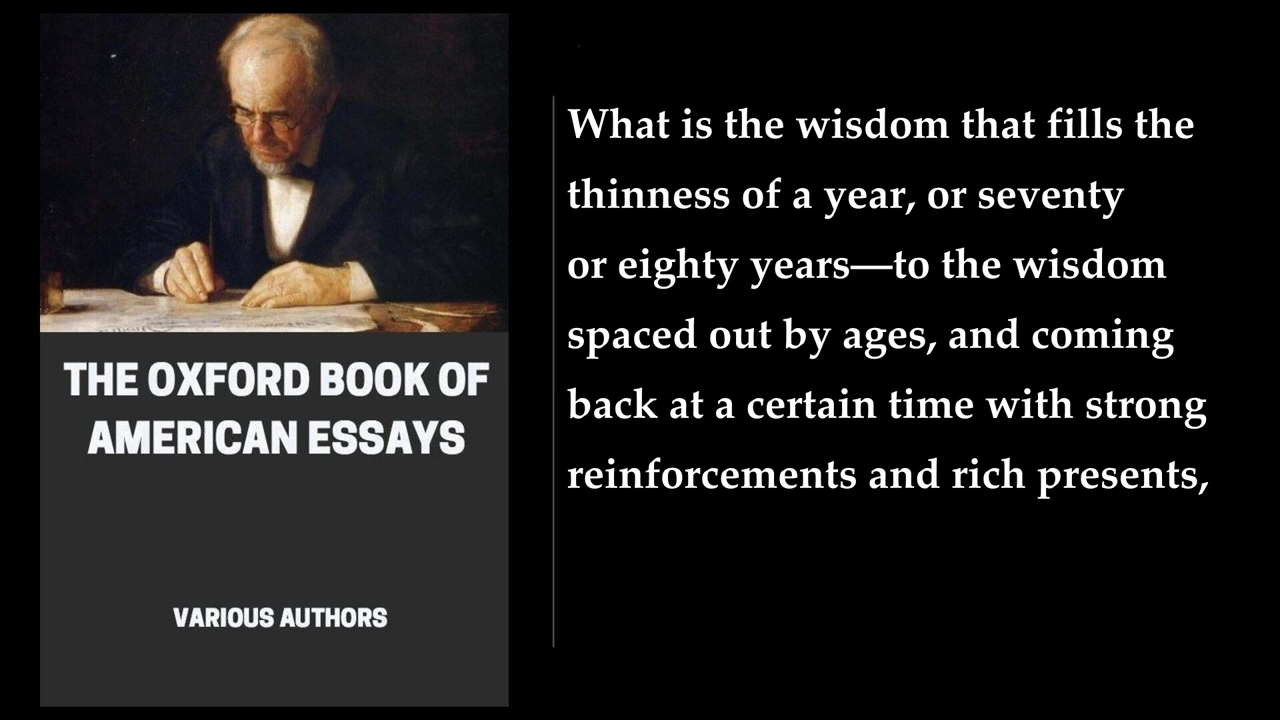 THE OXFORD BOOK OF
AMERICAN ESSAYS
VARIOUS AUTHORS
What is the wisdom that fills the
thinness of a year, or seventy
or eighty years—to the wisdom
spaced out by ages, and coming
back at a certain time with strong
reinforcements and rich presents,